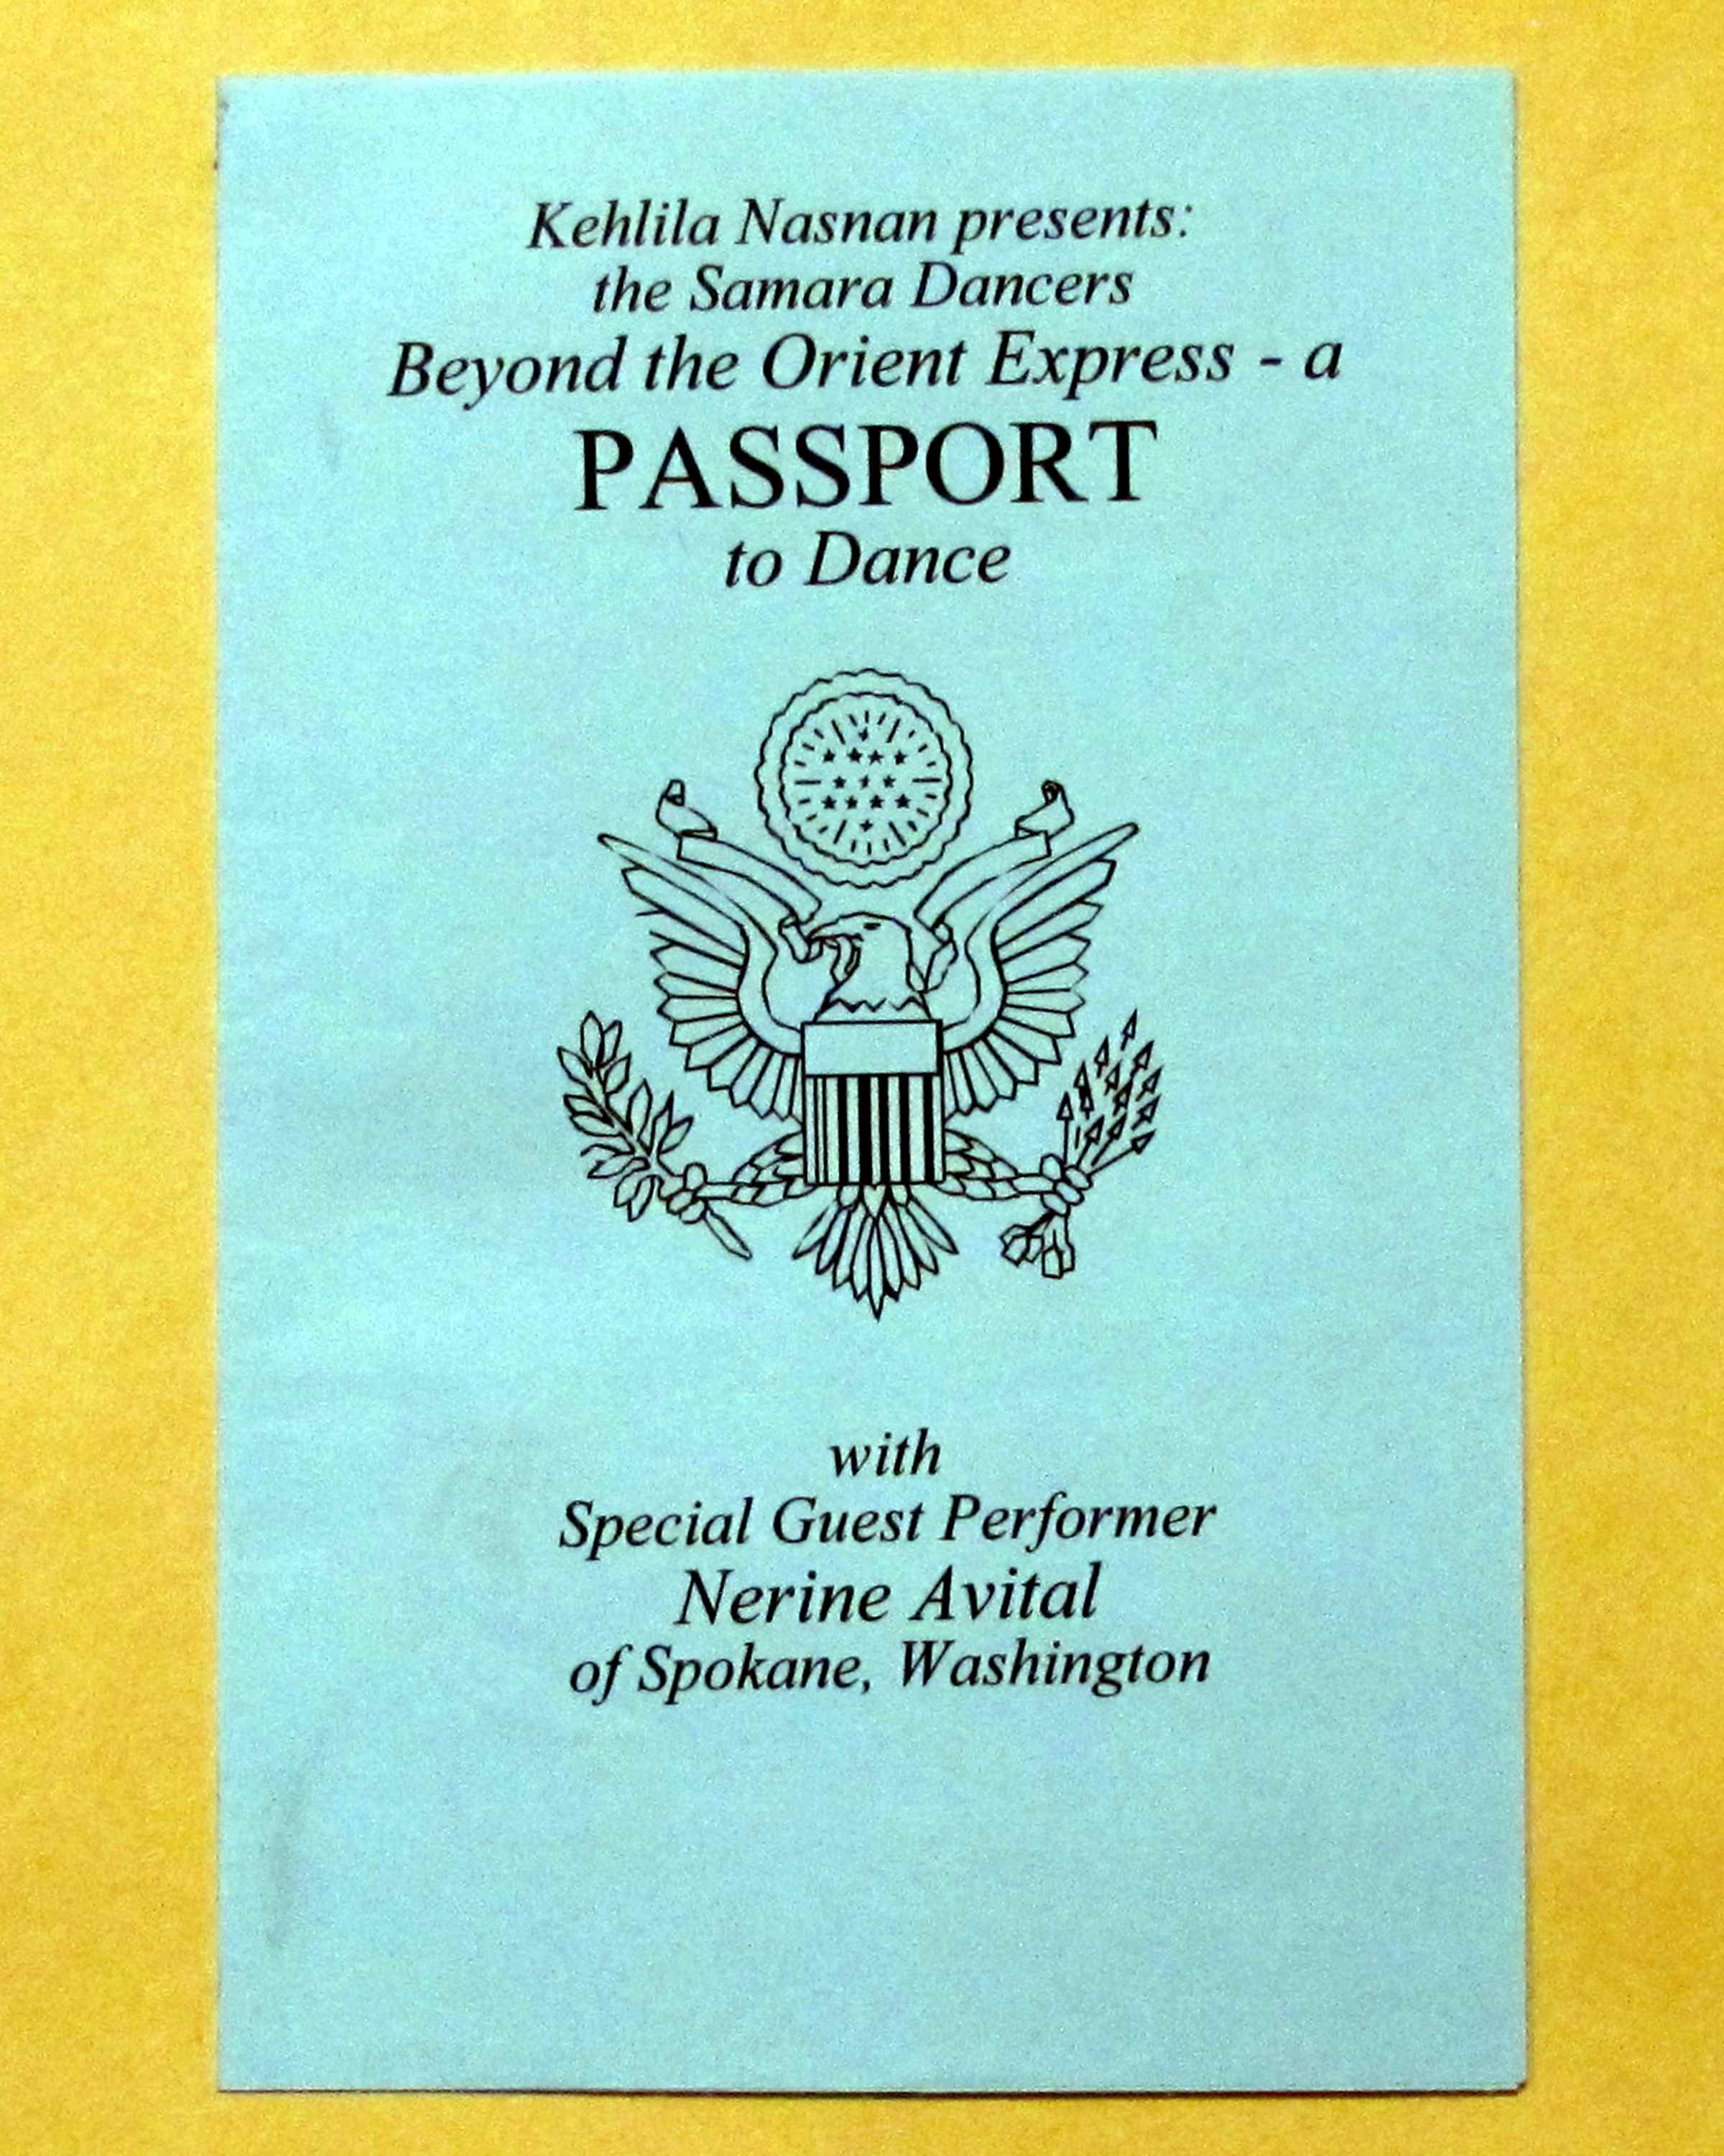 Kehlila Nasnan presents:
the Samara Dancers
Beyond the Orient Express - a
PASSPORT
to Dance
with
Special Guest Performer
Nerine Avital
of Spokane, Washington